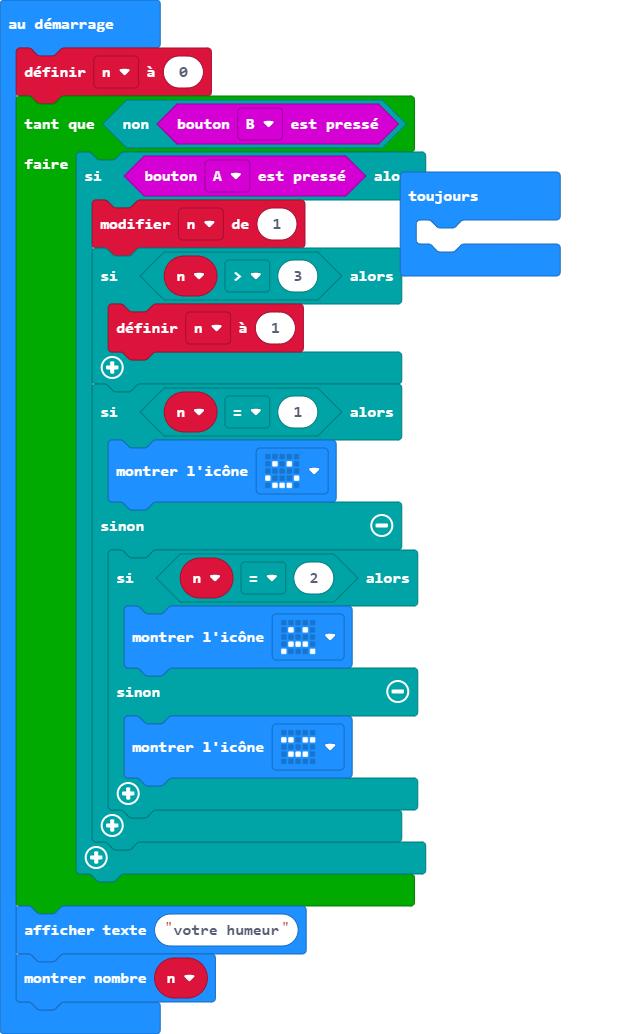 au démarrage
définir n à 0
tant que non bouton B est pressé
faire
si bouton A est pressé alo
toujours
modifier n de 1
si n > 3 alors
définir n à 1
si n = 1 alors
montrer l'icône
sinon
si n = 2 alors
montrer l'icône
sinon
montrer l'icône
afficher texte "votre humeur"
montrer nombre n